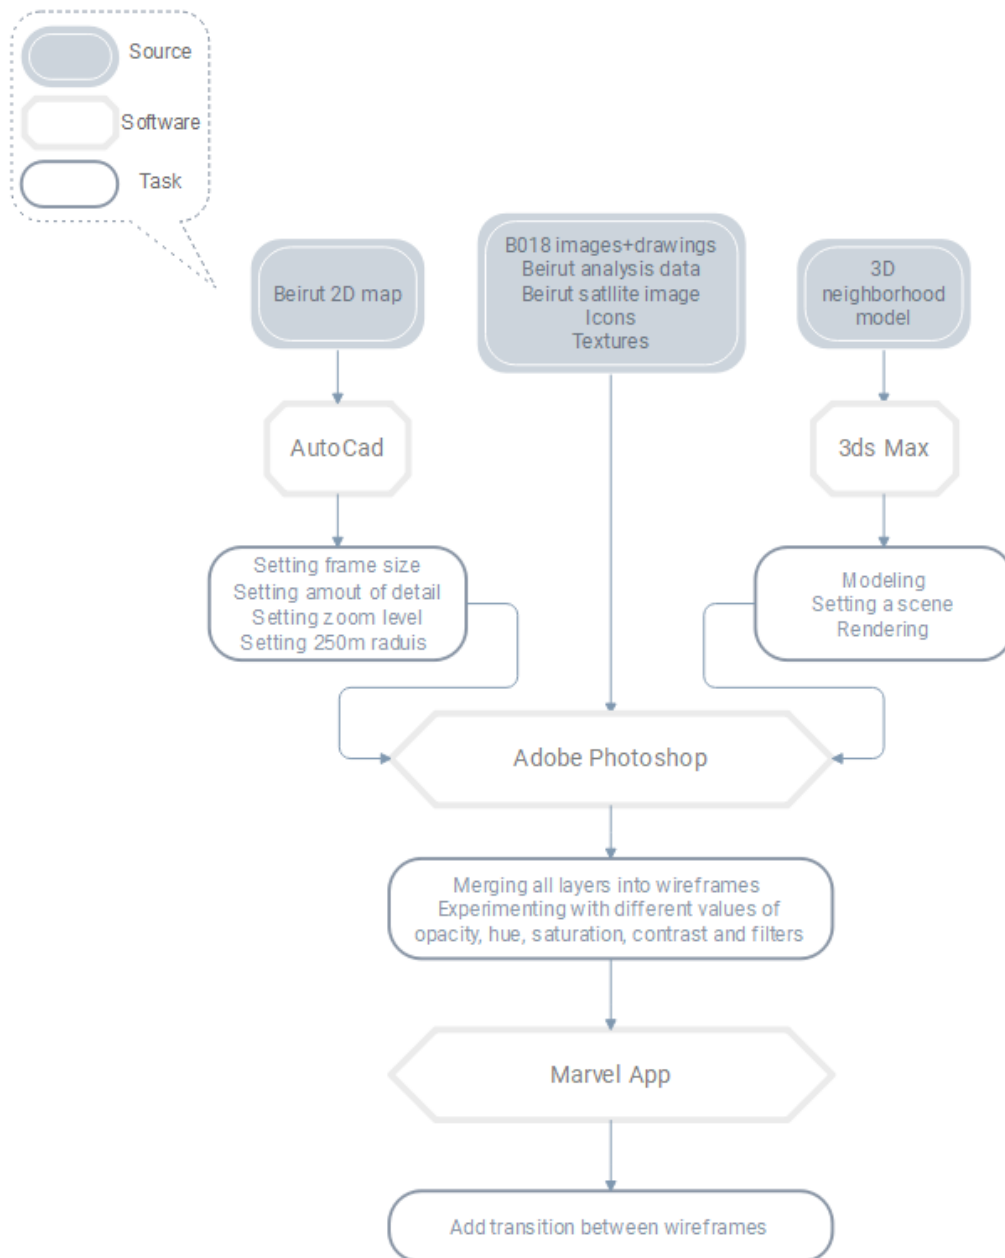 Source
Software
Task
Beirut 2D map
B018 images+drawings
Beirut analysis data
Beirut satllite image
Icons
Textures
3D
neighborhood
model
AutoCad
3ds Max
Setting frame size
Setting amout of detail
Setting zoom level
Setting 250m raduis
Modeling
Setting a scene
Rendering
Adobe Photoshop
Merging all layers into wireframes
Experimenting with different values of
opacity, hue, saturation, contrast and filters
Marvel App
Add transition between wireframes